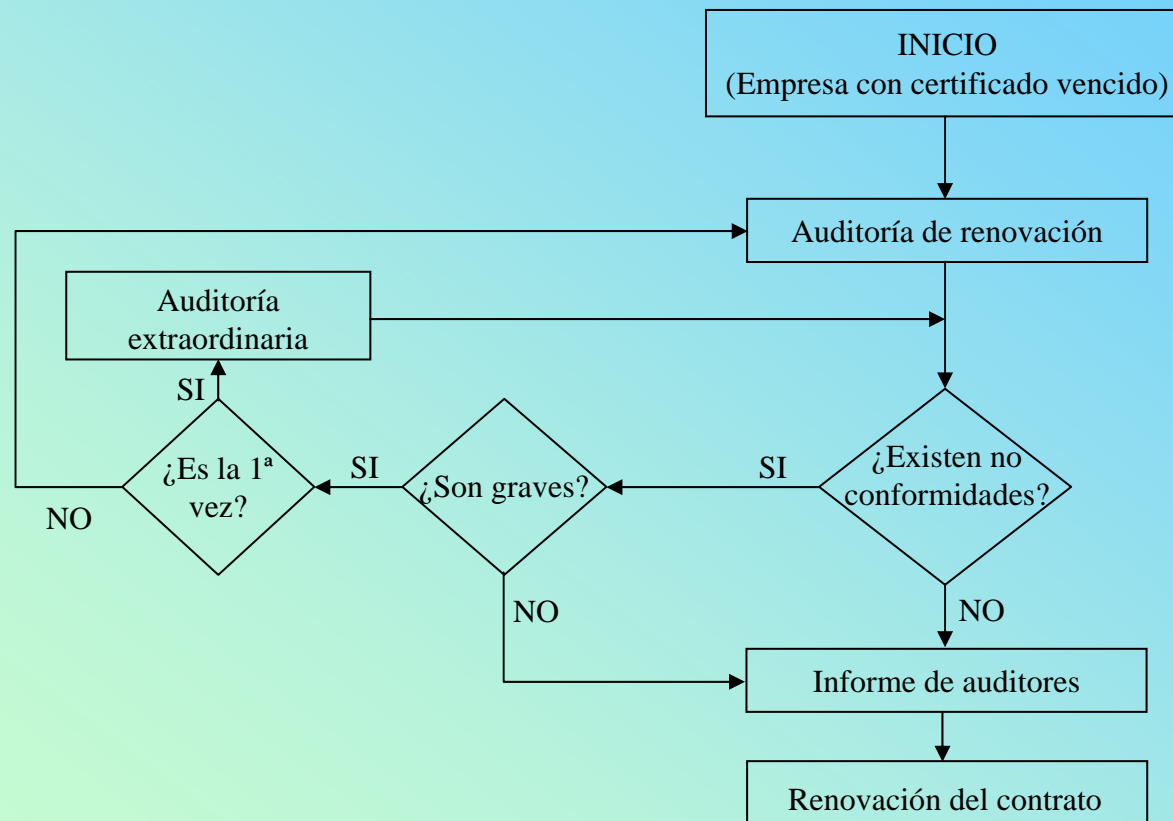 INICIO
(Empresa con certificado vencido)
Auditoría de renovación
Auditoría
extraordinaria
SI
¿Es la 1ª
vez?
NO
SI
¿Son graves?
NO
SI
¿Existen no
conformidades?
NO
Informe de auditores
Renovación del contrato